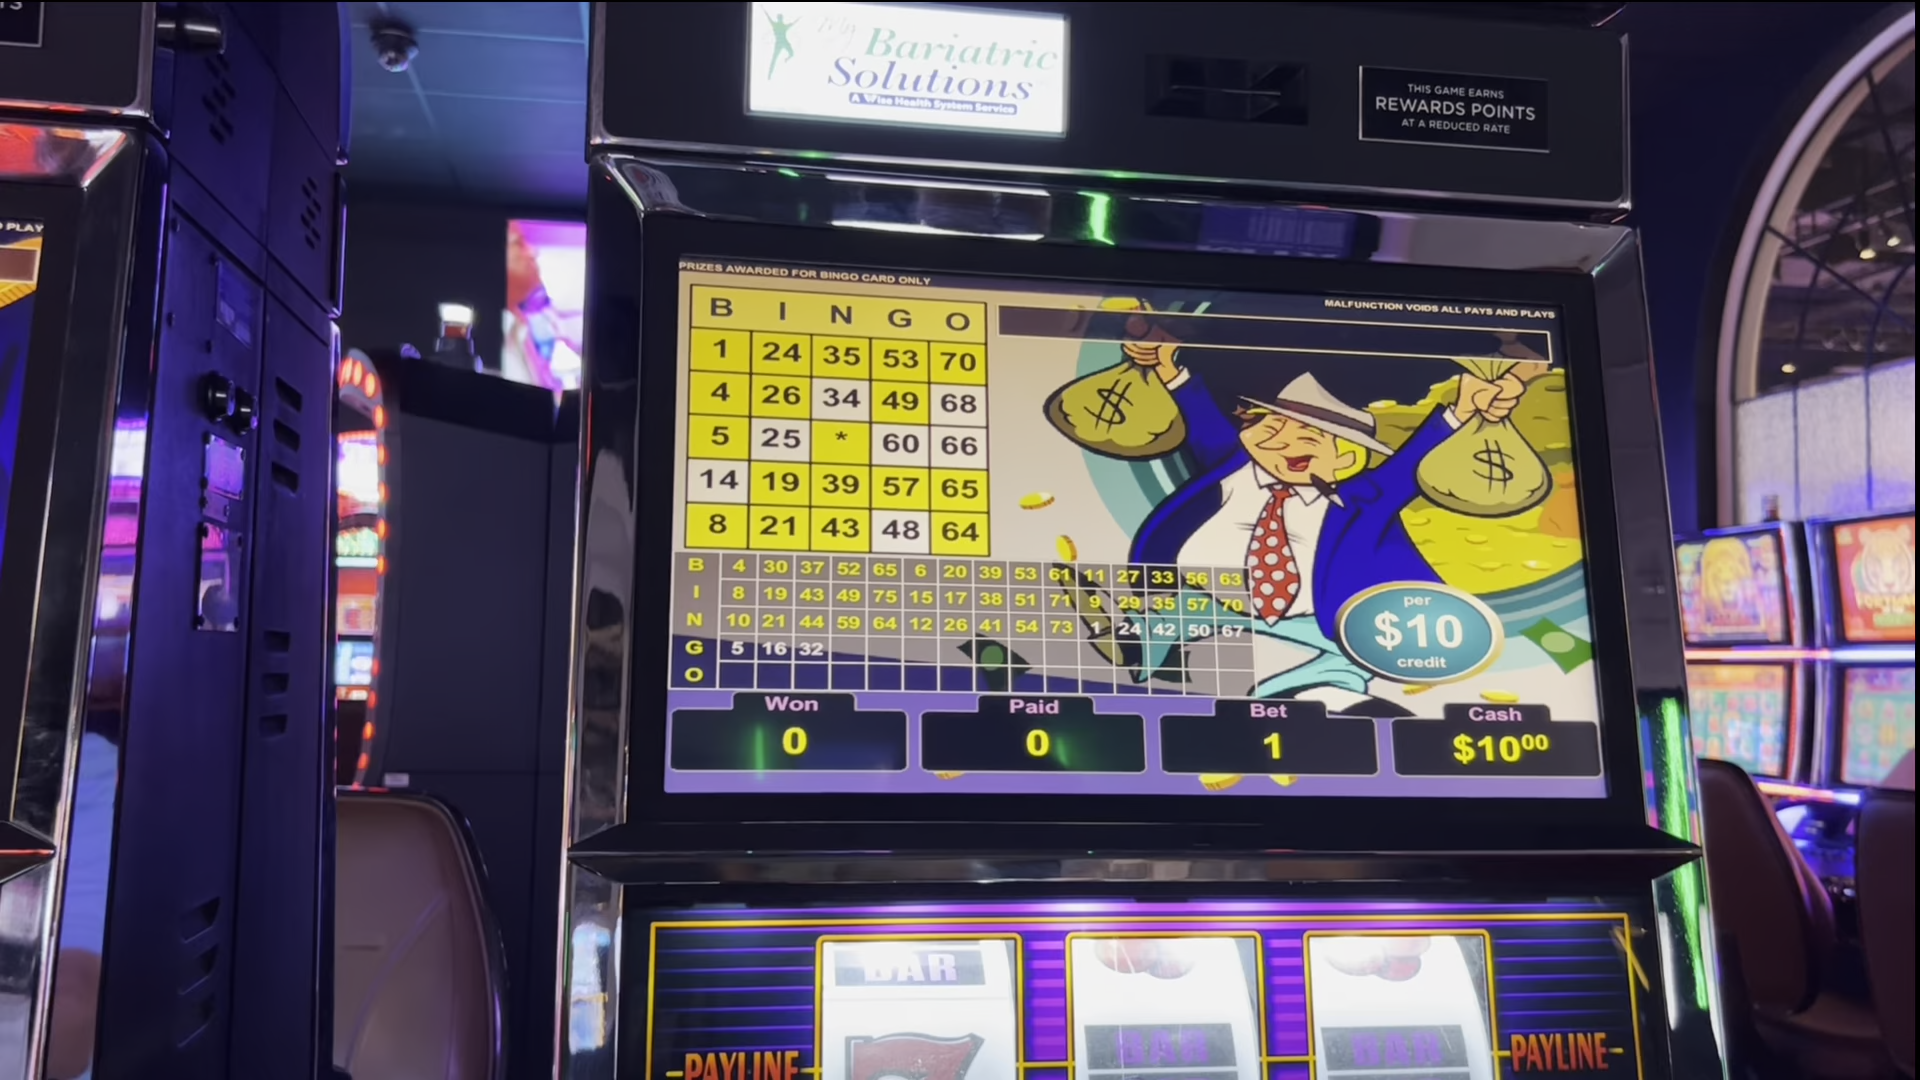 My Bariatric
Solutions
A Wise Health System Service
THIS GAME EARNS
REWARDS POINTS
AT A REDUCED RATE
PLAY
PRIZES AWARDED FOR BINGO CARD ONLY
MALFUNCTION VOIDS ALL PAYS AND PLAYS
B I N G O
1 24 35 53 70
4 26 34 49 68
5 25 * 60 66
14 19 39 57 65
8 21 43 48 64
$ $
B 4 30 37 52 65 6 20 39 53 61 11 27 33 56 63
I 8 19 43 49 75 15 17 38 51 71 9 29 35 57 70
N 10 21 44 59 64 12 26 41 54 73 1 24 42 50 67
G 5 16 32
O
per
$10
credit
Won Paid Bet Cash
0 0 1 $1000
BAR
BAR BAR
-PAYLINE- -PAYLINE-